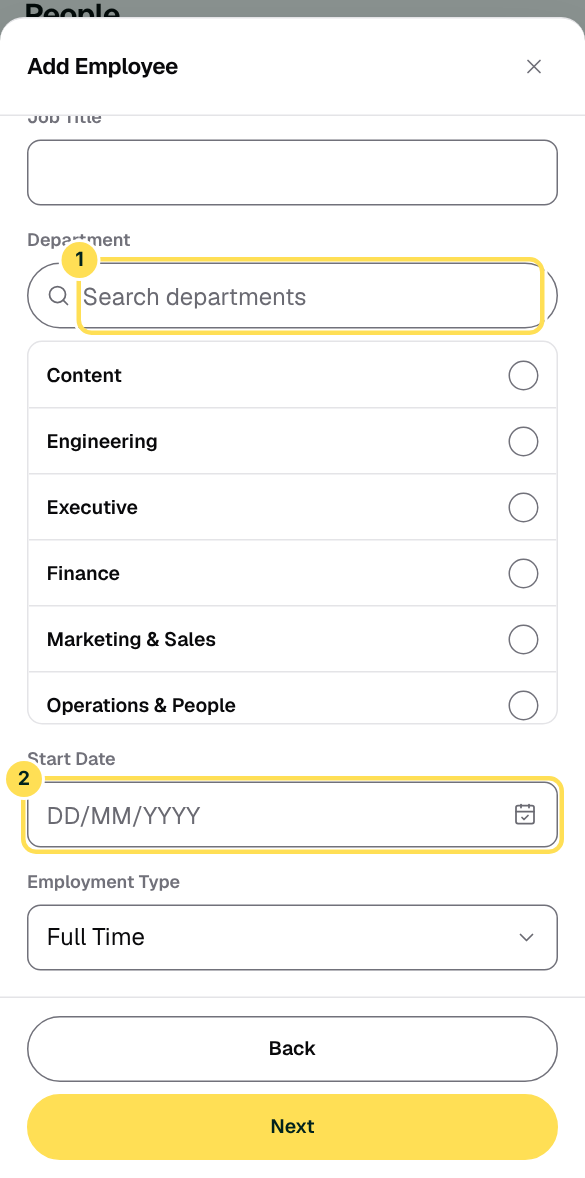 People
Add Employee
Job Title
Department
1
Search departments
Content
Engineering
Executive
Finance
Marketing & Sales
Operations & People
Start Date
2
DD/MM/YYYY
Employment Type
Full Time
Back
Next